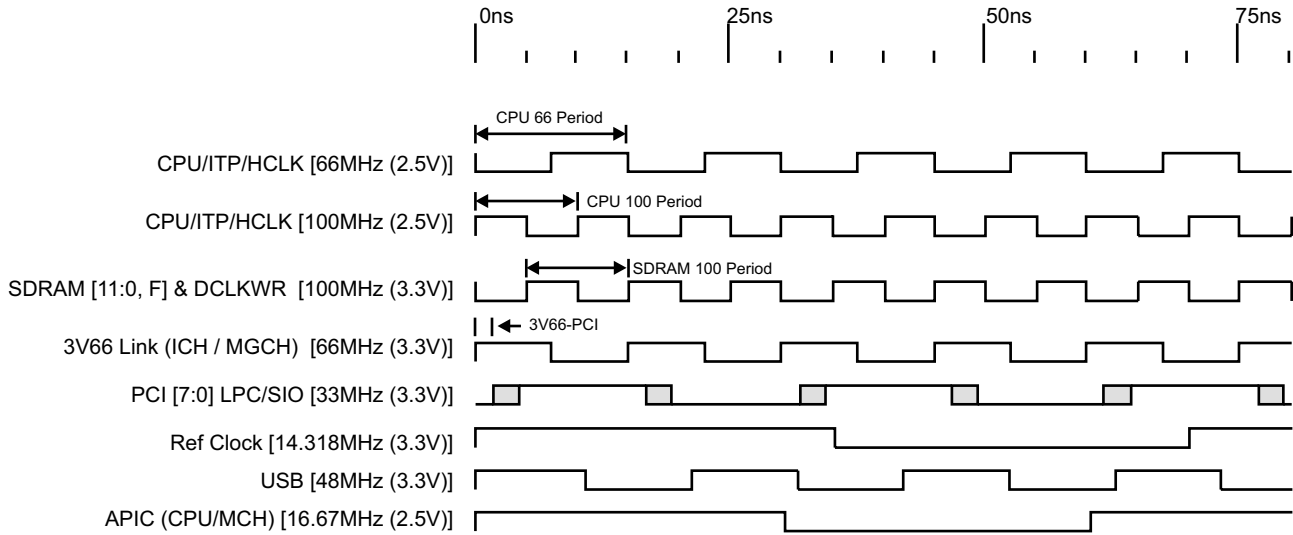 0ns 25ns 50ns 75ns
CPU 66 Period
CPU/ITP/HCLK [66MHz (2.5V)]
CPU 100 Period
CPU/ITP/HCLK [100MHz (2.5V)]
SDRAM 100 Period
SDRAM [11:0, F] & DCLKWR [100MHz (3.3V)]
3V66-PCI
3V66 Link (ICH / MGCH) [66MHz (3.3V)]
PCI [7:0] LPC/SIO [33MHz (3.3V)]
Ref Clock [14.318MHz (3.3V)]
USB [48MHz (3.3V)]
APIC (CPU/MCH) [16.67MHz (2.5V)]